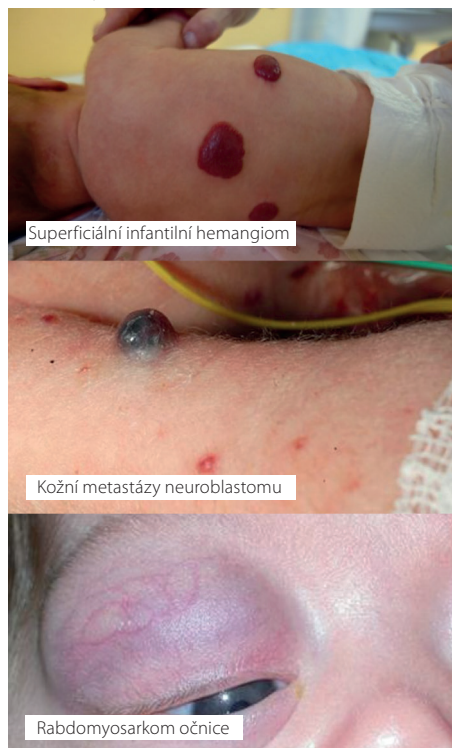 Superficiální infantilní hemangiom
Kožní metastázy neuroblastomu
Rabdomyosarkom očnice